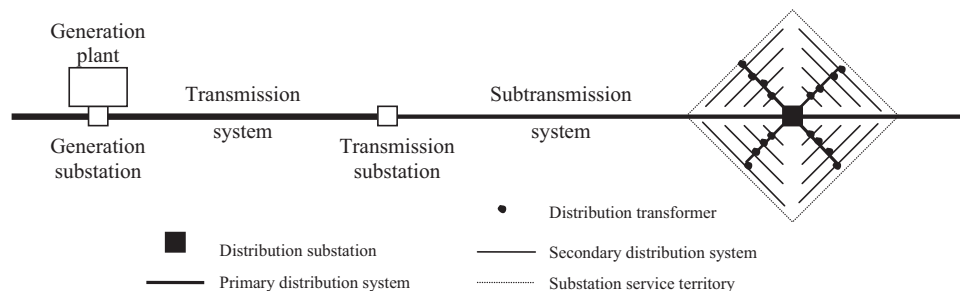 Generation
plant
Transmission
system
Subtransmission
system
Generation
substation
Transmission
substation
Distribution transformer
Distribution substation
Secondary distribution system
Primary distribution system
Substation service territory